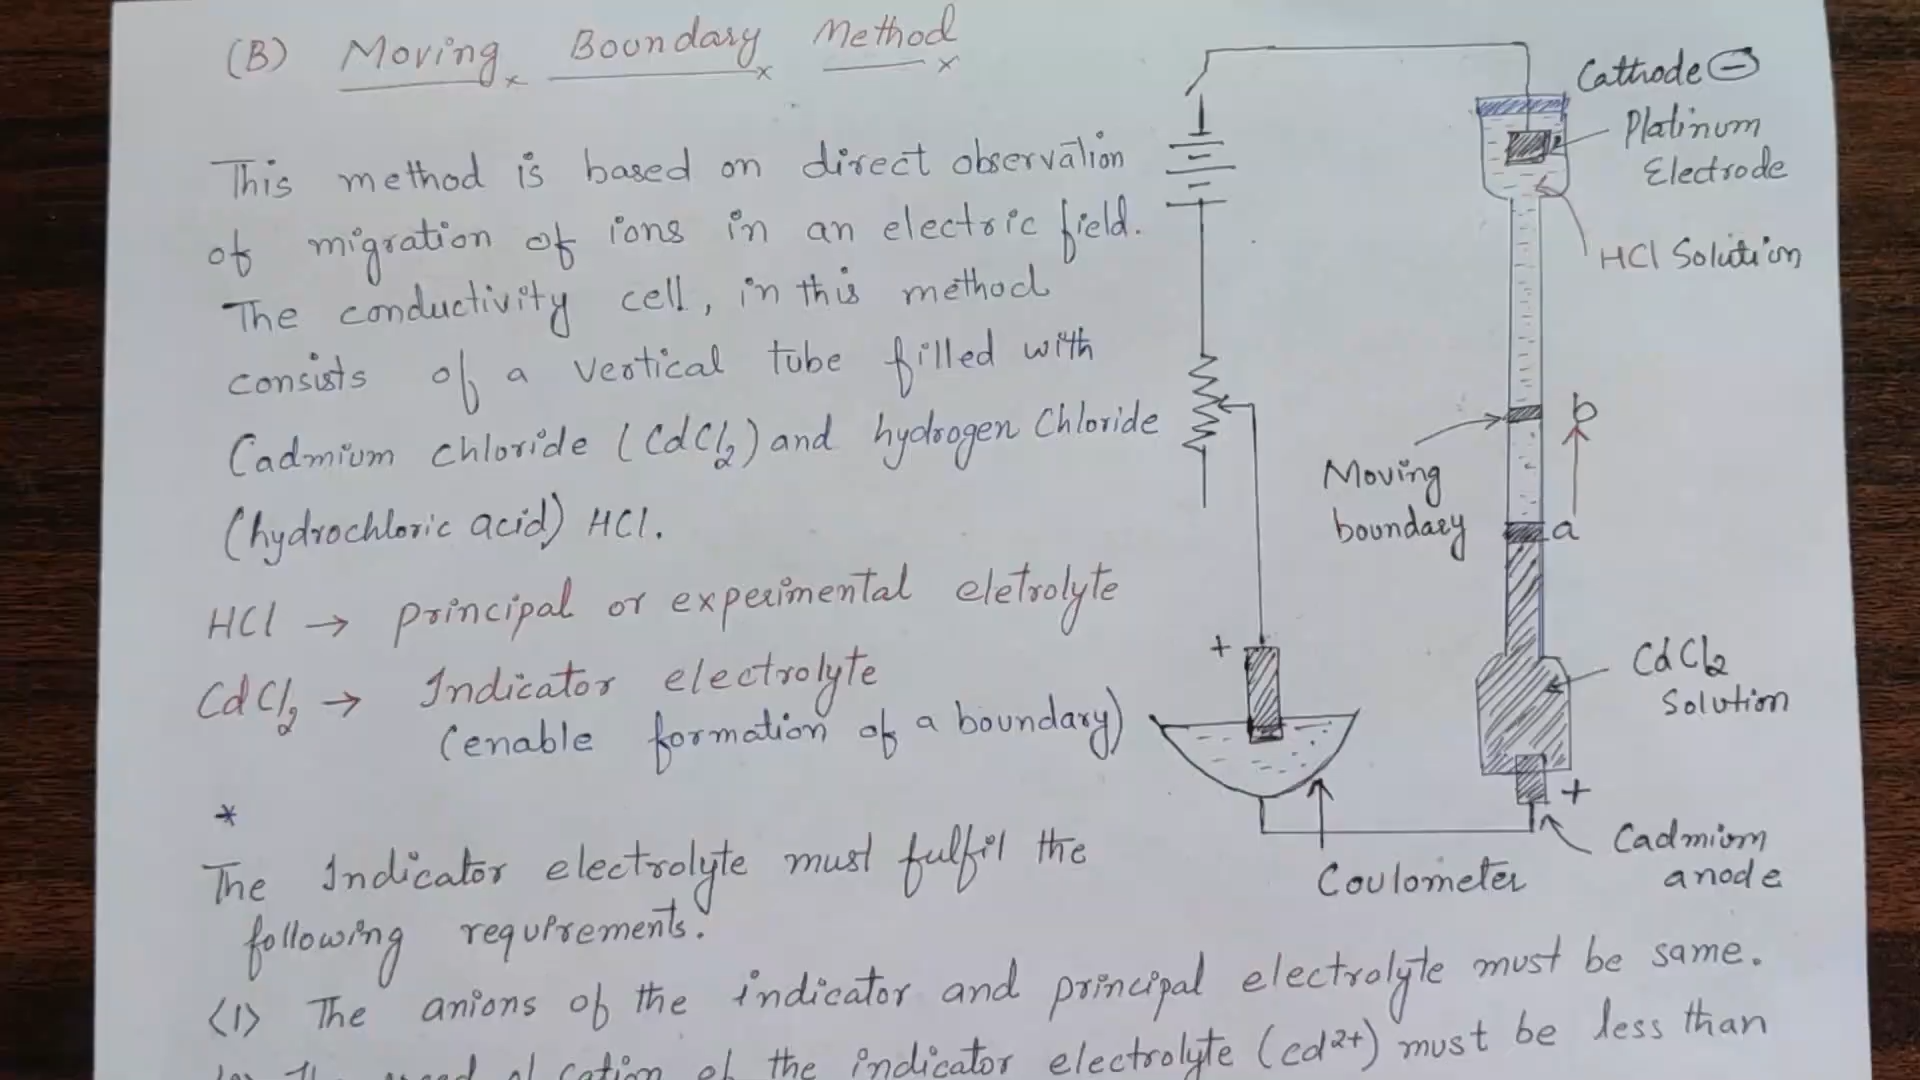 (B) Moving Boundary Method
This method is based on direct observation
of migration of ions in an electric field.
The conductivity cell, in this method
consists of a vertical tube filled with
Cadmium chloride (CdCl2) and hydrogen Chloride
(hydrochloric acid) HCl.
HCl → principal or experimental eletrolyte
CdCl2 → Indicator electrolyte
(enable formation of a boundary)
*
The Indicator electrolyte must fulfil the
following requirements.
<1> The anions of the indicator and principal electrolyte must be same.
cation of the indicator electrolyte (cd2+) must be less than
Cathode ⊖
Platinum
Electrode
HCl Solution
b
Moving
boundary
a
CdCl2
Solution
+
+
Cadmium
anode
Coulometer